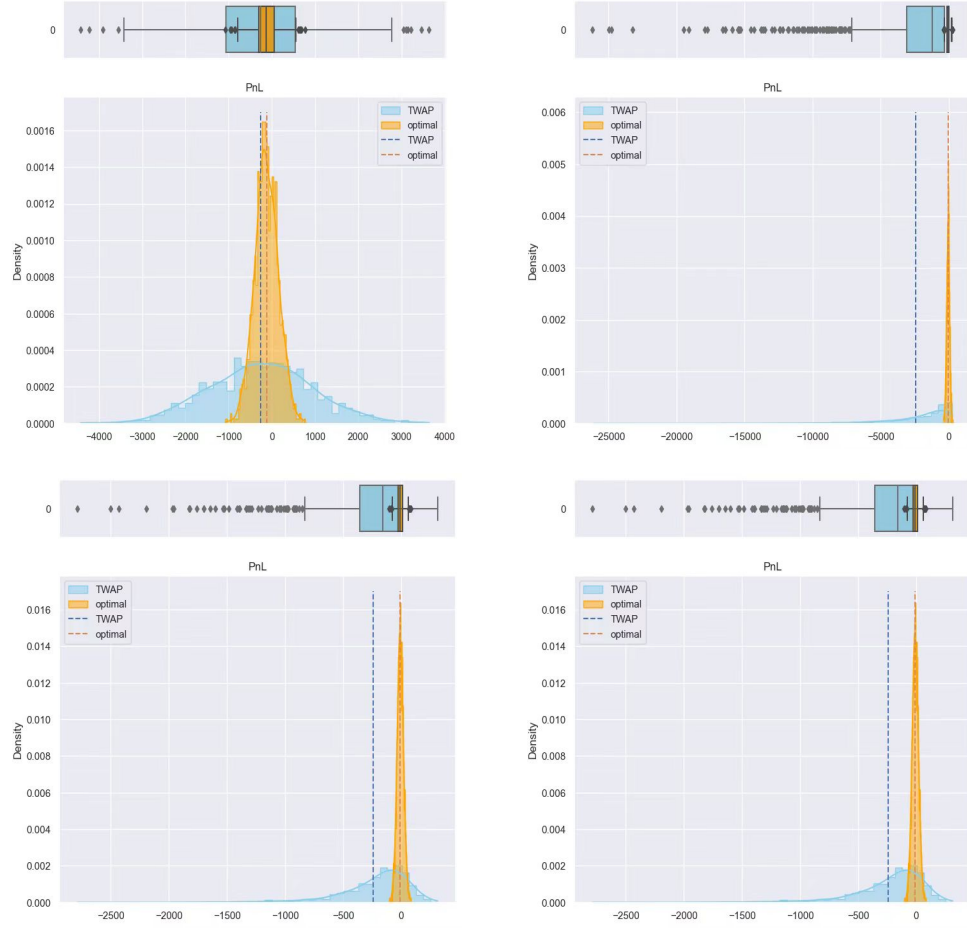 0
PnL
TWAP
optimal
TWAP
optimal
Density
0.0016
0.0014
0.0012
0.0010
0.0008
0.0006
0.0004
0.0002
0.0000
−4000 −3000 −2000 −1000 0 1000 2000 3000 4000
0
PnL
TWAP
optimal
TWAP
optimal
Density
0.006
0.005
0.004
0.003
0.002
0.001
0.000
−25000 −20000 −15000 −10000 −5000 0
0
PnL
TWAP
optimal
TWAP
optimal
Density
0.016
0.014
0.012
0.010
0.008
0.006
0.004
0.002
0.000
−2500 −2000 −1500 −1000 −500 0
0
PnL
TWAP
optimal
TWAP
optimal
Density
0.016
0.014
0.012
0.010
0.008
0.006
0.004
0.002
0.000
−2500 −2000 −1500 −1000 −500 0